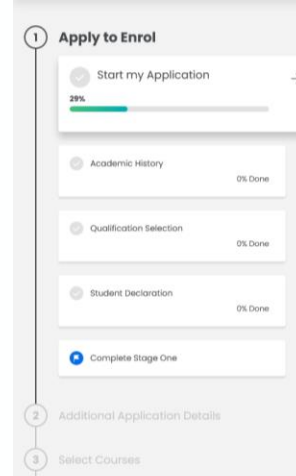 1 Apply to Enrol
Start my Application
29%
Academic History
0% Done
Qualification Selection
0% Done
Student Declaration
0% Done
Complete Stage One
2 Additional Application Details
3 Select Courses